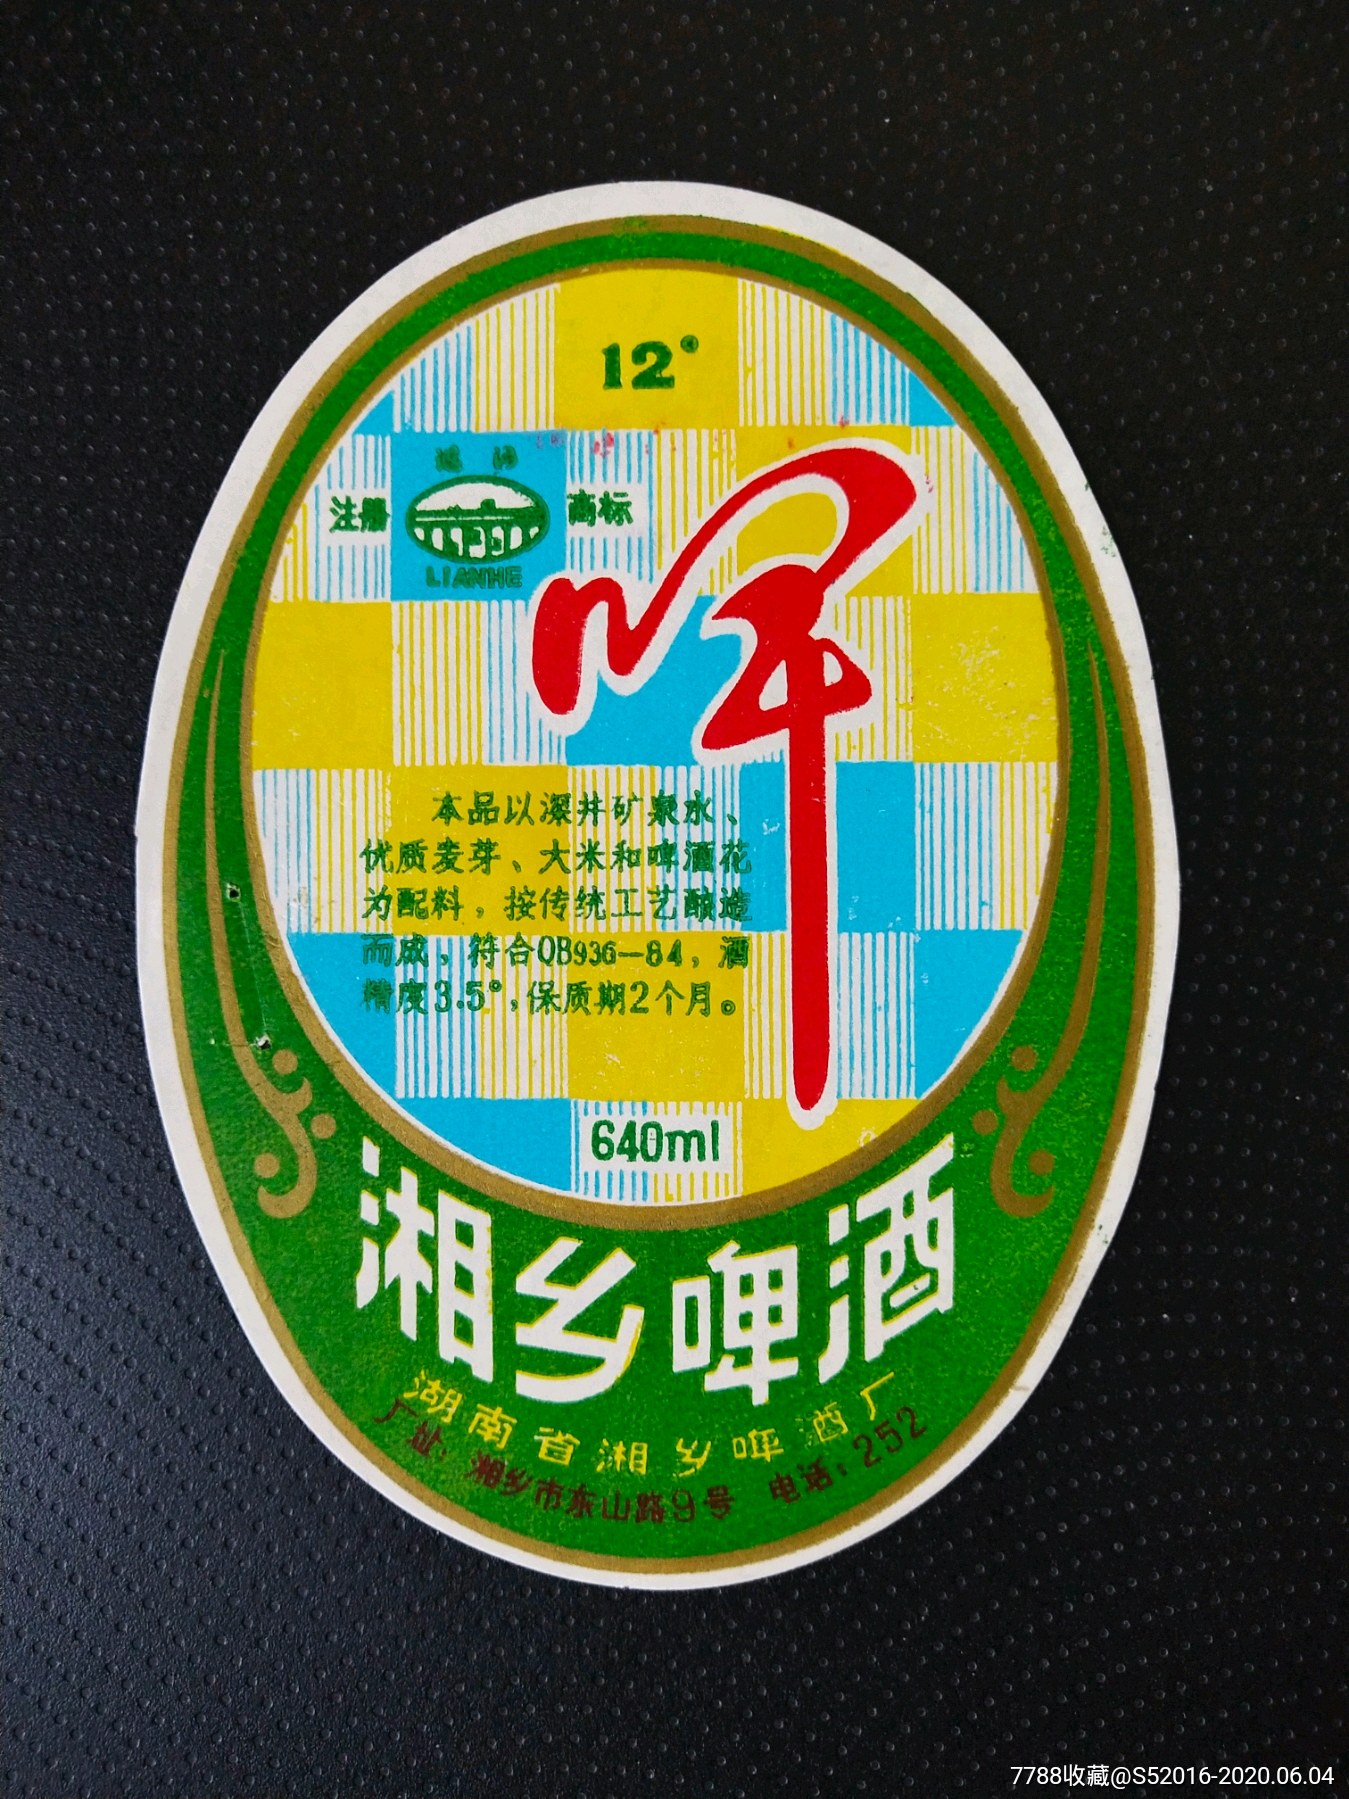 12°
注册
商标
LIANHE
啤
本品以深井矿泉水、
优质麦芽、大米和啤酒花
为配料，按传统工艺酿造
而成，符合QB936—84，酒
精度3.5°，保质期2个月。
640ml
湘乡啤酒
湖南省湘乡啤酒厂
厂址：湘乡市东山路9号 电话：252
7788收藏@S52016-2020.06.04